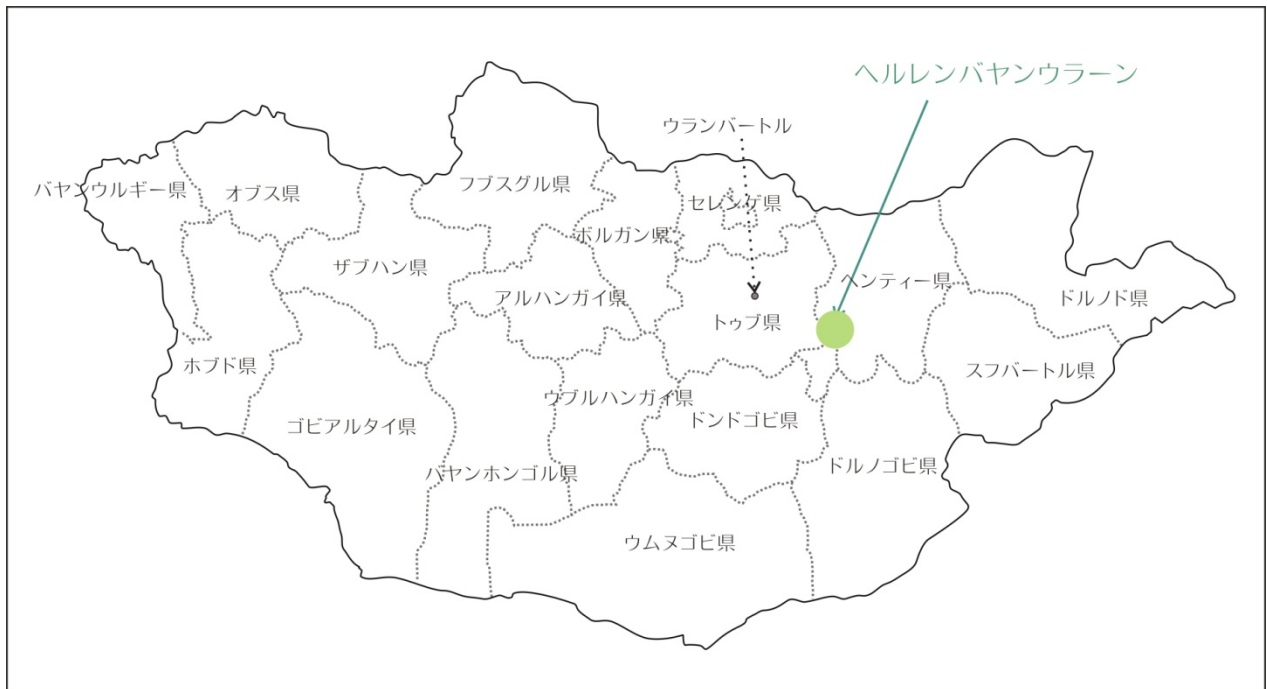 ヘルレンバヤンウラーン
ウランバートル
バヤンウルギー県
オブス県
フブスグル県
セレンゲ県
ボルガン県
ザブハン県
アルハンガイ県
ヘンティー県
ドルノド県
トゥブ県
ホブド県
スフバートル県
ウブルハンガイ県
ゴビアルタイ県
ドンドゴビ県
バヤンホンゴル県
ドルノゴビ県
ウムヌゴビ県